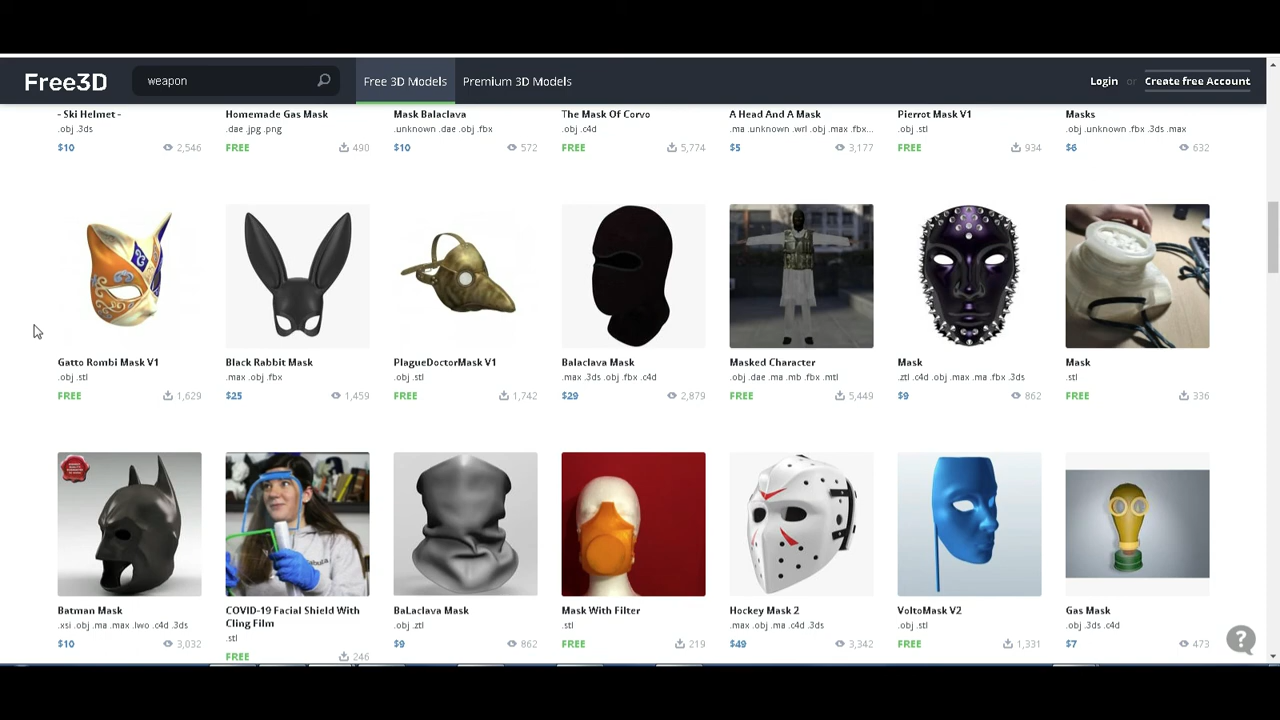 Free3D
weapon
Free 3D Models
Premium 3D Models
Login or Create free Account
- Ski Helmet -
.obj .3ds
$10 2,546
Homemade Gas Mask
.dae .jpg .png
FREE 490
Mask Balaclava
.unknown .dae .obj .fbx
$10 572
The Mask Of Corvo
.obj .c4d
FREE 5,774
A Head And A Mask
.ma .unknown .wrl .obj .max .fbx...
$5 3,177
Pierrot Mask V1
.obj .stl
FREE 934
Masks
.obj .unknown .fbx .3ds .max
$6 632
Gatto Rombi Mask V1
.obj .stl
FREE 1,629
Black Rabbit Mask
.max .obj .fbx
$25 1,459
PlagueDoctorMask V1
.obj .stl
FREE 1,742
Balaclava Mask
.max .3ds .obj .fbx .c4d
$29 2,879
Masked Character
.obj .dae .ma .mb .fbx .mtl
FREE 5,449
Mask
.ztl .c4d .obj .max .ma .fbx .3ds
$9 862
Mask
.stl
FREE 336
Batman Mask
.xsi .obj .ma .max .lwo .c4d .3ds
$10 3,032
COVID-19 Facial Shield With
Cling Film
.stl
FREE 246
BaLaclava Mask
.obj .ztl
$9 862
Mask With Filter
.stl
FREE 219
Hockey Mask 2
.max .obj .ma .c4d .3ds
$49 3,342
VoltoMask V2
.obj .stl
FREE 1,331
Gas Mask
.obj .3ds .c4d
$7 473
?